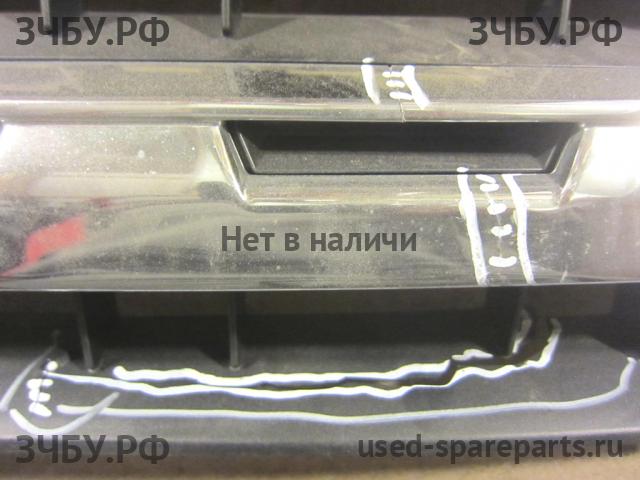 ЗЧБУ.РФ ЗЧБУ.РФ
Нет в наличи
ЗЧБУ.РФ used-spareparts.ru